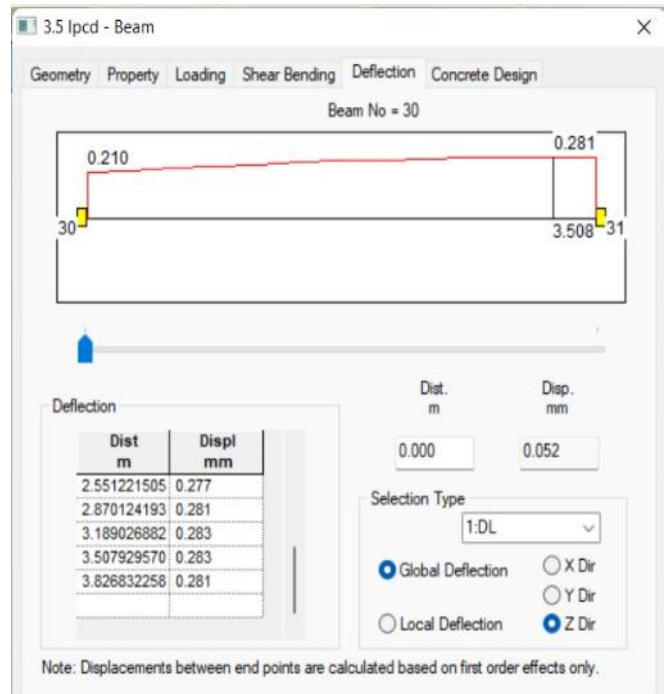 3.5 lpcd - Beam
Geometry Property Loading Shear Bending Deflection Concrete Design
Beam No = 30
0.210
0.281
30
3.508
31
Deflection
Dist Displ
m mm
2.551221505 0.277
2.870124193 0.281
3.189026882 0.283
3.507929570 0.283
3.826832258 0.281
Dist. Disp.
m mm
0.000 0.052
Selection Type
1:DL
Global Deflection
Local Deflection
X Dir
Y Dir
Z Dir
Note: Displacements between end points are calculated based on first order effects only.